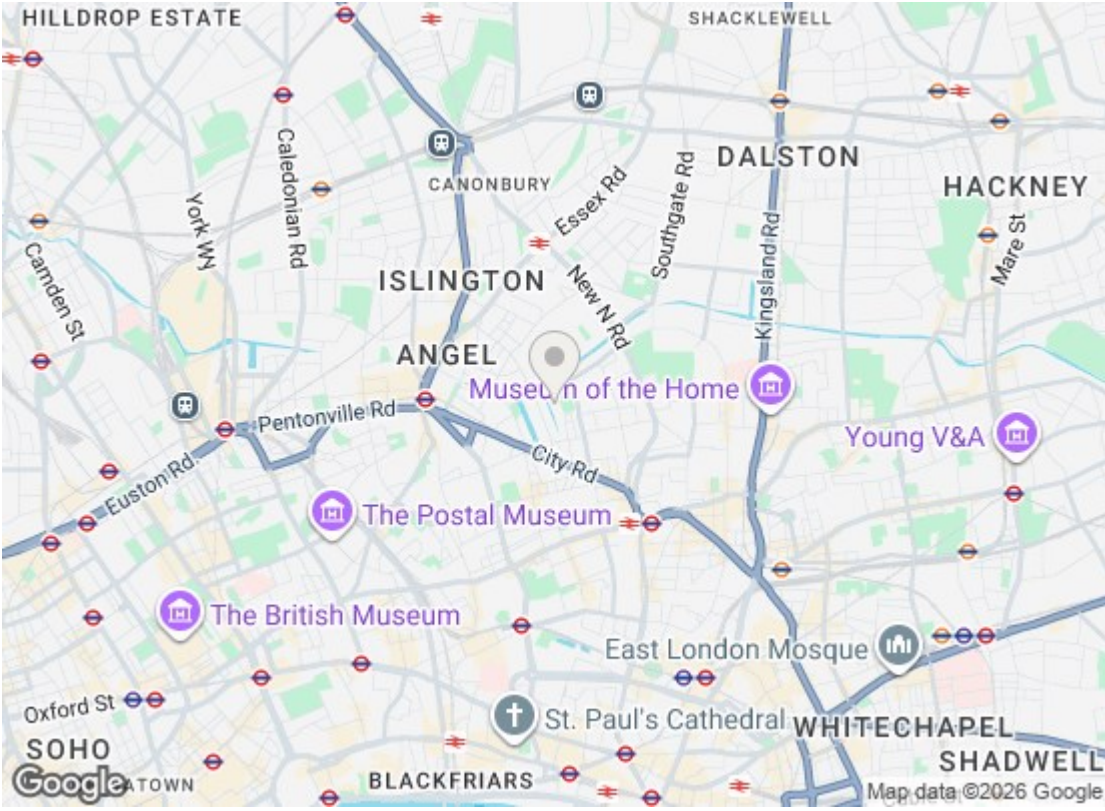 HILLDROP ESTATE
SHACKLEWELL
Caledonian Rd
CANONBURY
Essex Rd
DALSTON
HACKNEY
York Wy
Southgate Rd
Mare St
Camden St
ISLINGTON
New N Rd
Kingsland Rd
ANGEL
Museum of the Home
Pentonville Rd
Young V&A
City Rd
Euston Rd
The Postal Museum
The British Museum
East London Mosque
Oxford St
St. Paul's Cathedral
WHITECHAPEL
SOHO
SHADWELL
BLACKFRIARS
Google
Map data ©2026 Google